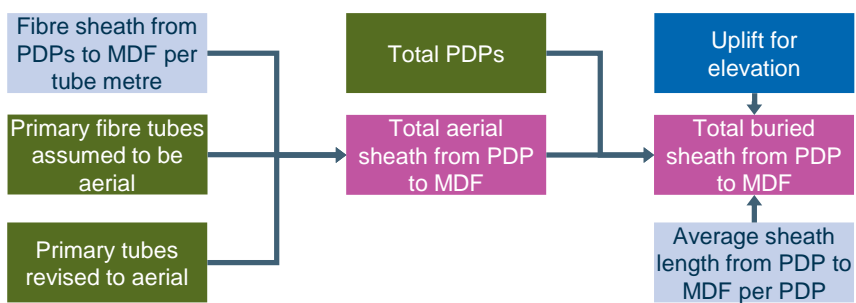 Fibre sheath from
PDPs to MDF per
tube metre
Total PDPs
Uplift for
elevation
Primary fibre tubes
assumed to be
aerial
Total aerial
sheath from PDP
to MDF
Total buried
sheath from PDP
to MDF
Primary tubes
revised to aerial
Average sheath
length from PDP to
MDF per PDP